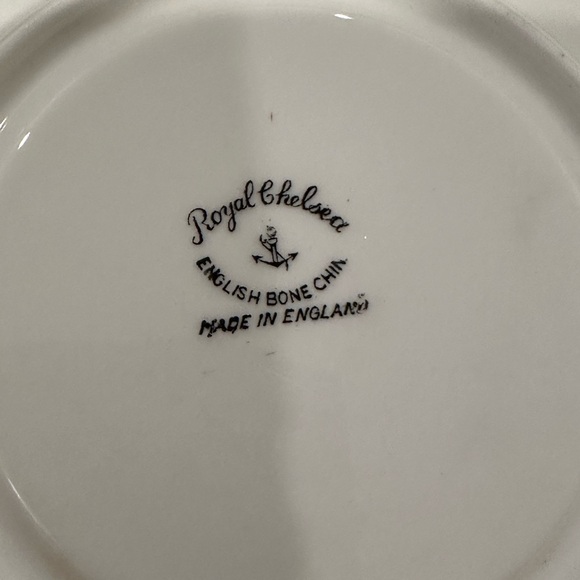 Royal Chelsea
ENGLISH BONE CHIN
MADE IN ENGLAND